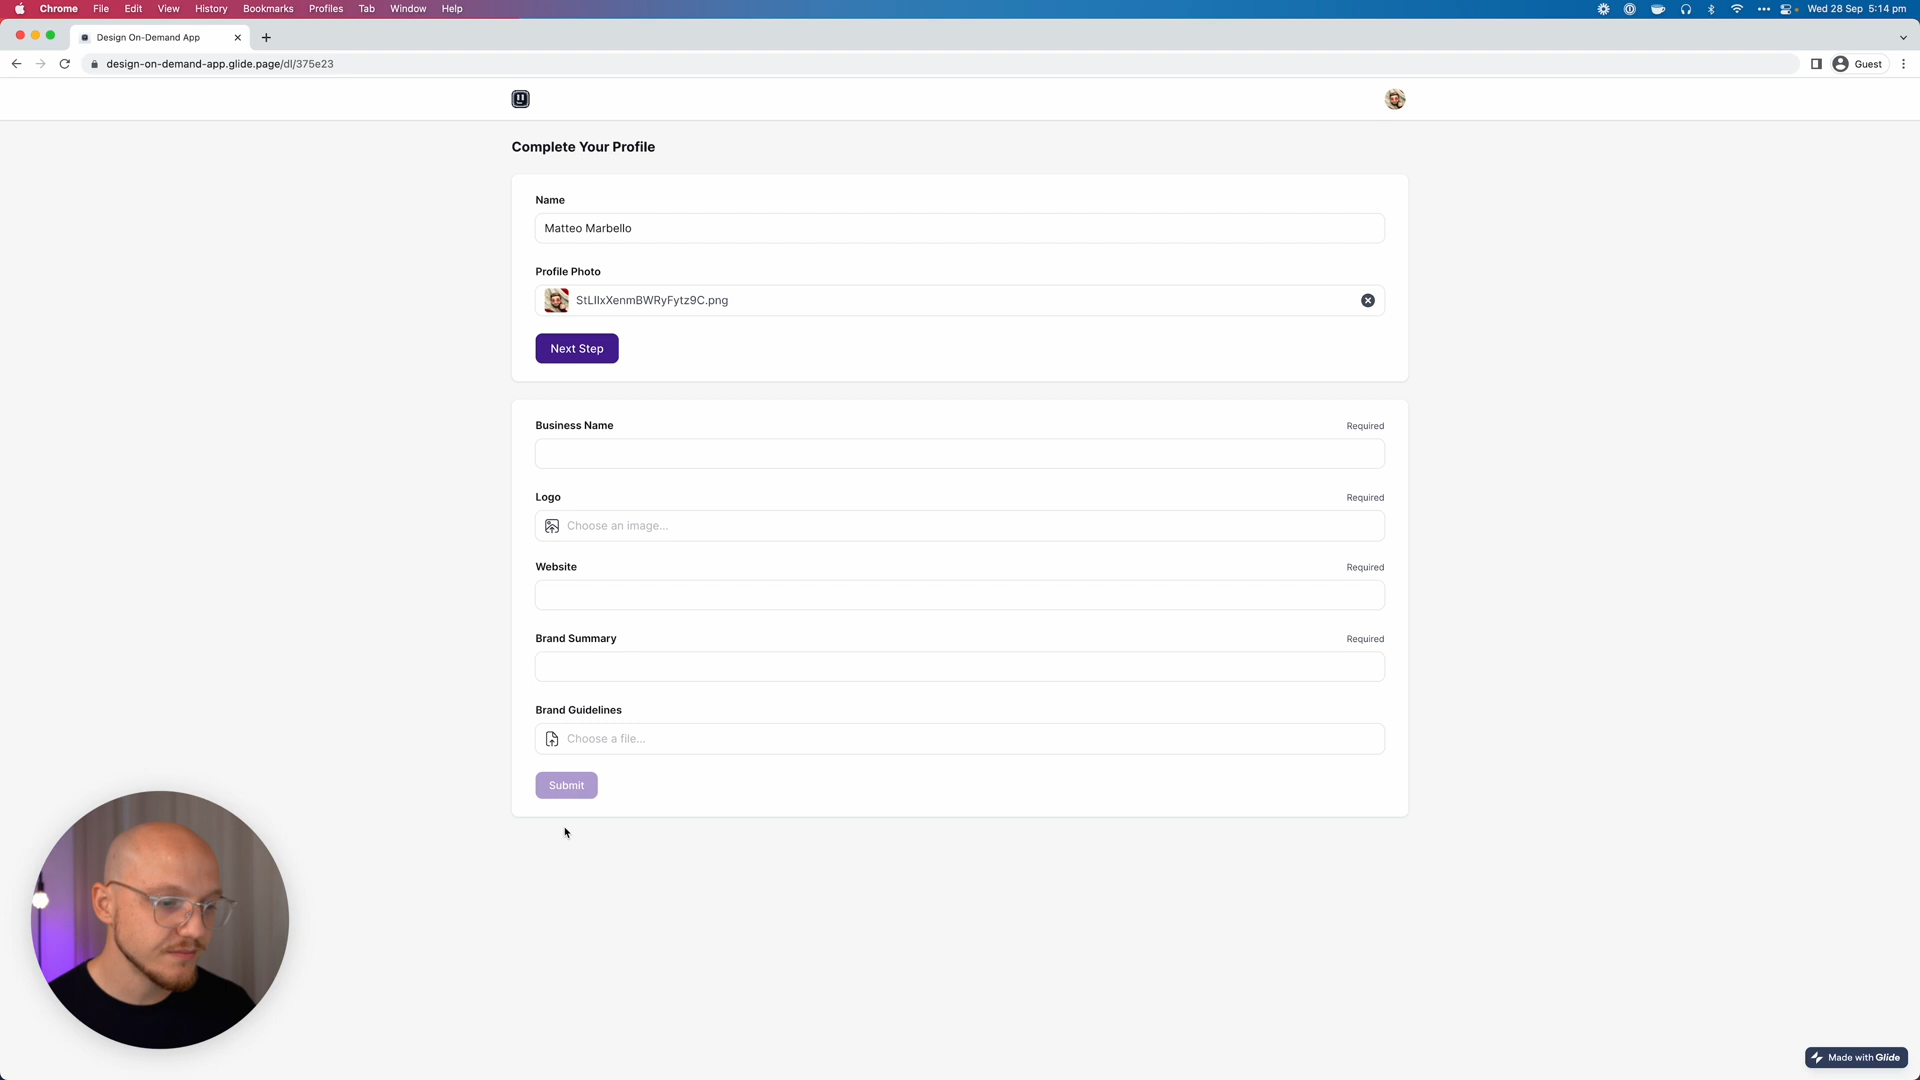 Chrome File Edit View History Bookmarks Profiles Tab Window Help Wed 28 Sep 5:14 pm
Design On-Demand App
design-on-demand-app.glide.page/dl/375e23 Guest
Complete Your Profile
Name
Matteo Marbello
Profile Photo
StLIIxXenmBWRyFytz9C.png
Next Step
Business Name Required
Logo Required
Choose an image...
Website Required
Brand Summary Required
Brand Guidelines
Choose a file...
Submit
Made with Glide